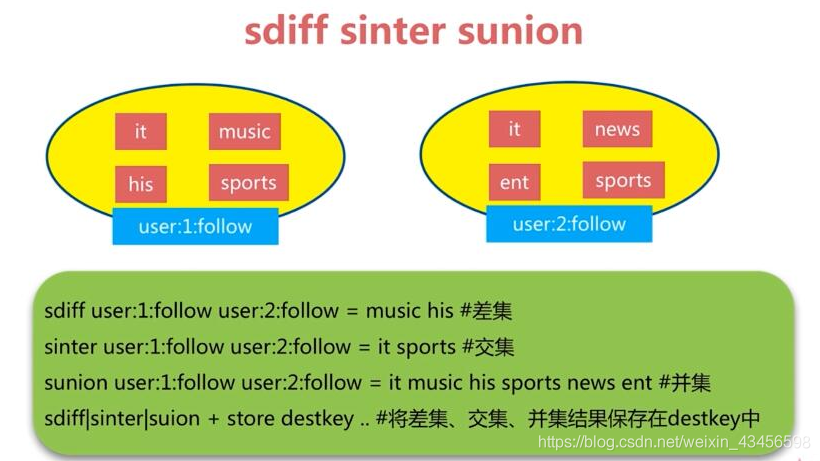 sdiff sinter sunion
it music
his sports
user:1:follow
it news
ent sports
user:2:follow
sdiff user:1:follow user:2:follow = music his #差集
sinter user:1:follow user:2:follow = it sports #交集
sunion user:1:follow user:2:follow = it music his sports news ent #并集
sdiff|sinter|suion + store destkey .. #将差集、交集、并集结果保存在destkey中
https://blog.csdn.net/weixin_43456598